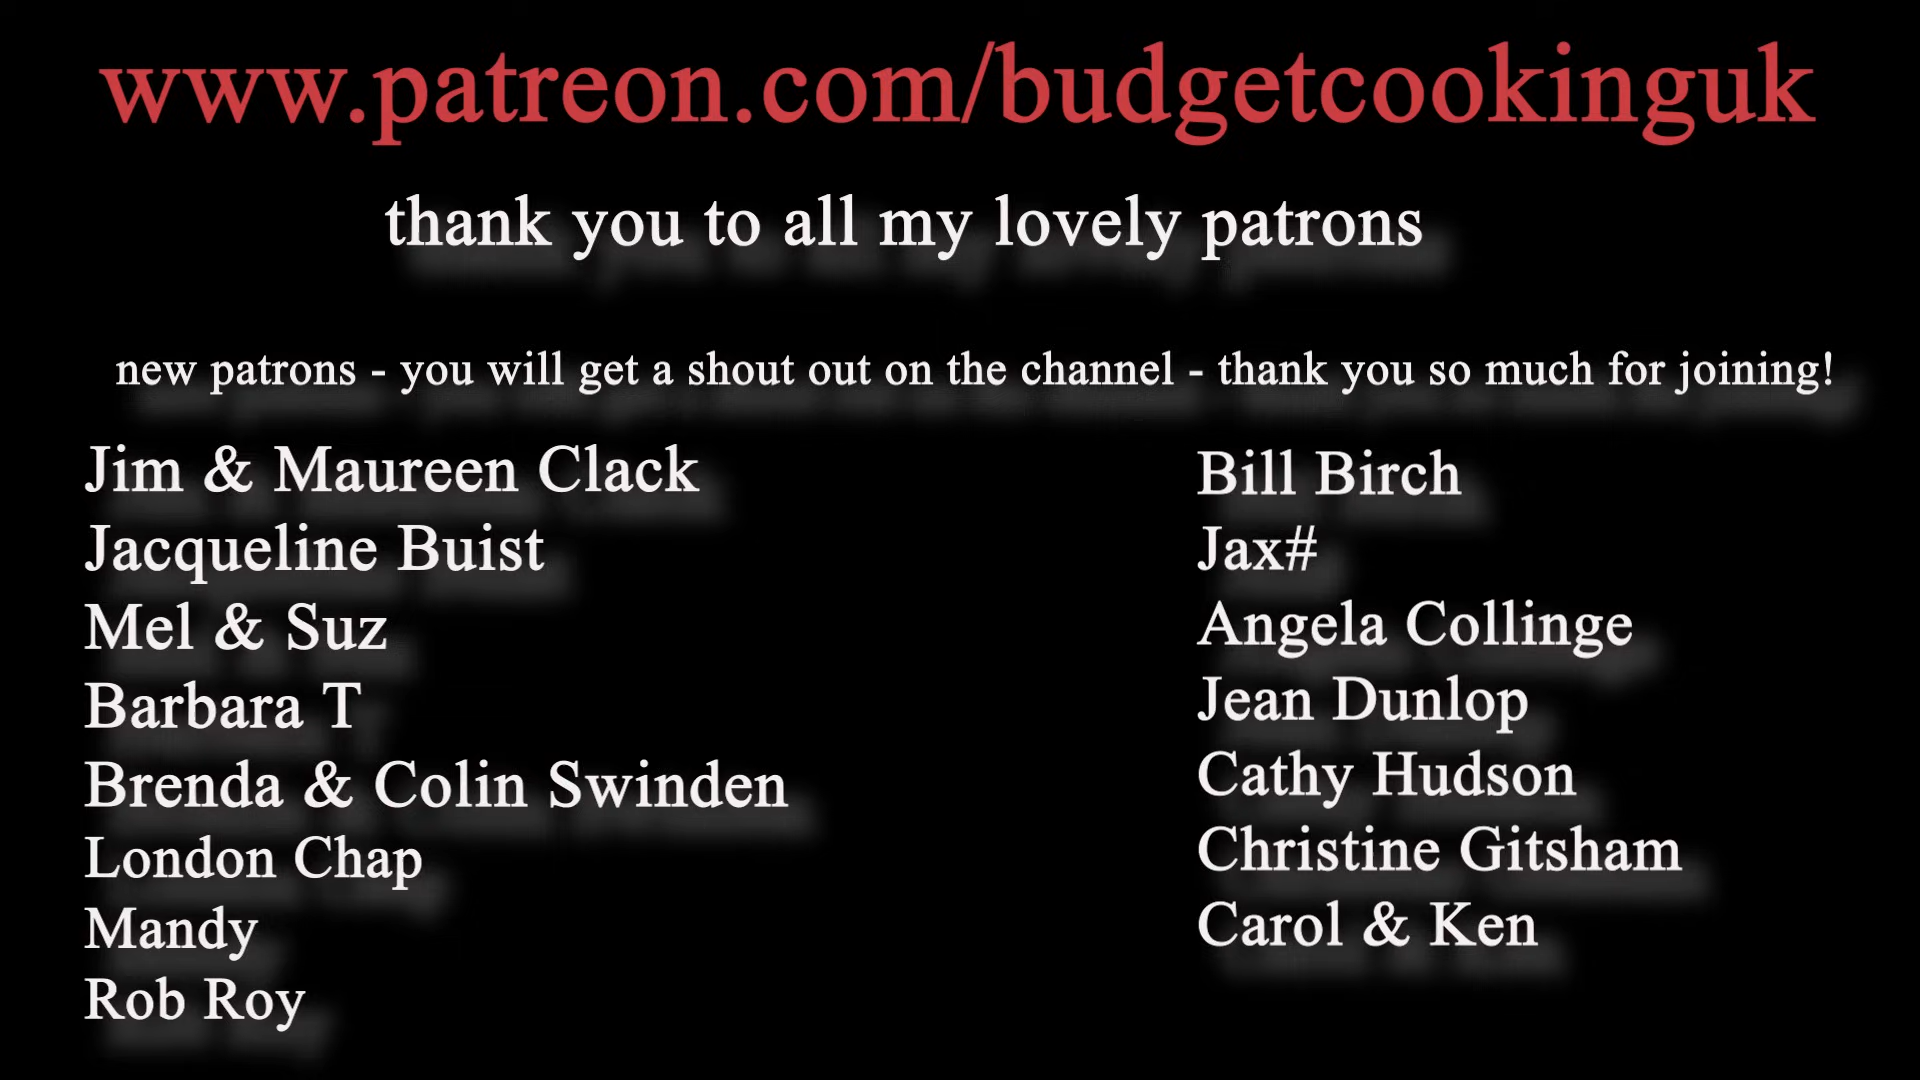 www.patreon.com/budgetcookinguk
thank you to all my lovely patrons
new patrons - you will get a shout out on the channel - thank you so much for joining!
Jim & Maureen Clack
Jacqueline Buist
Mel & Suz
Barbara T
Brenda & Colin Swinden
London Chap
Mandy
Rob Roy
Bill Birch
Jax#
Angela Collinge
Jean Dunlop
Cathy Hudson
Christine Gitsham
Carol & Ken